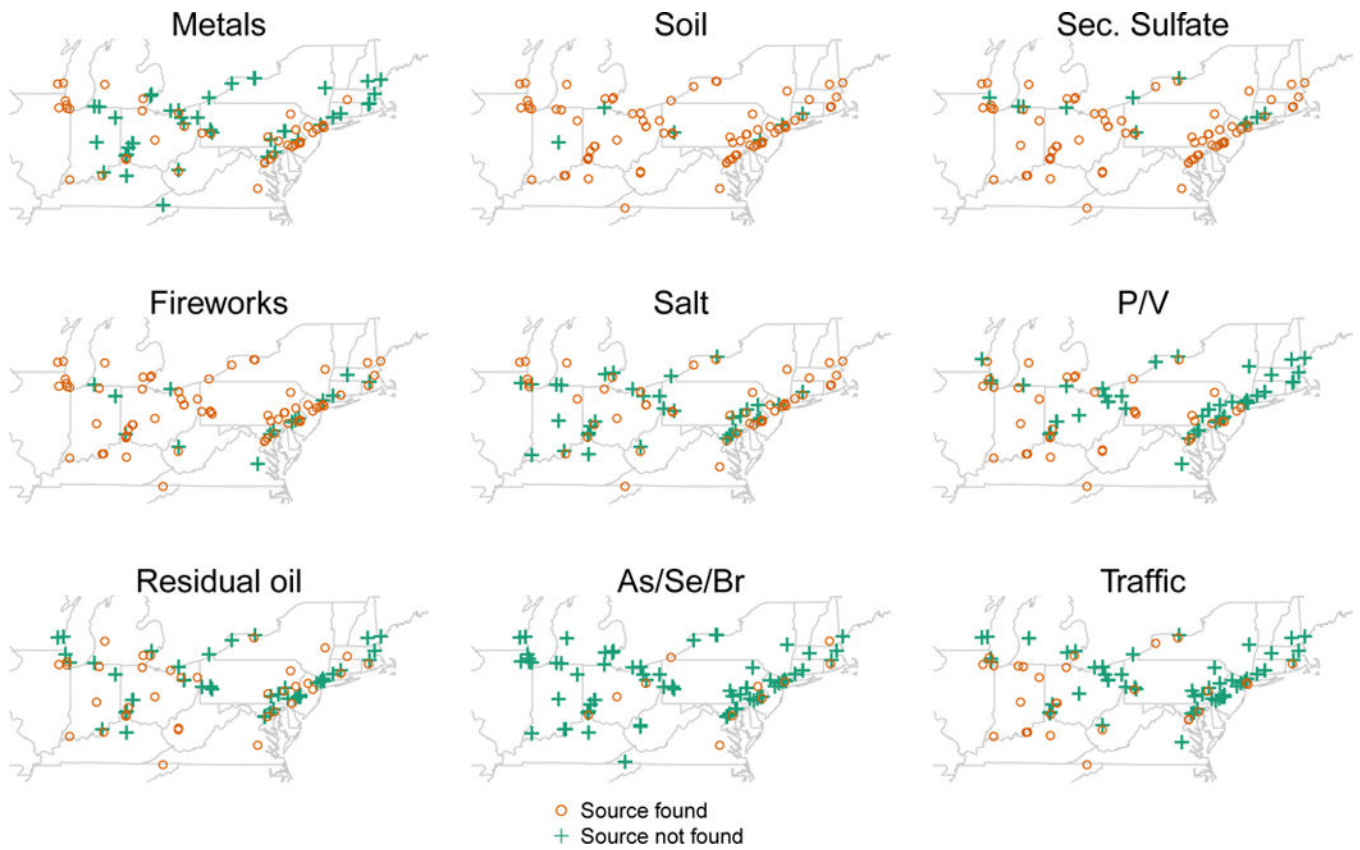 Metals
Soil
Sec. Sulfate
Fireworks
Salt
P/V
Residual oil
As/Se/Br
Traffic
Source found
Source not found